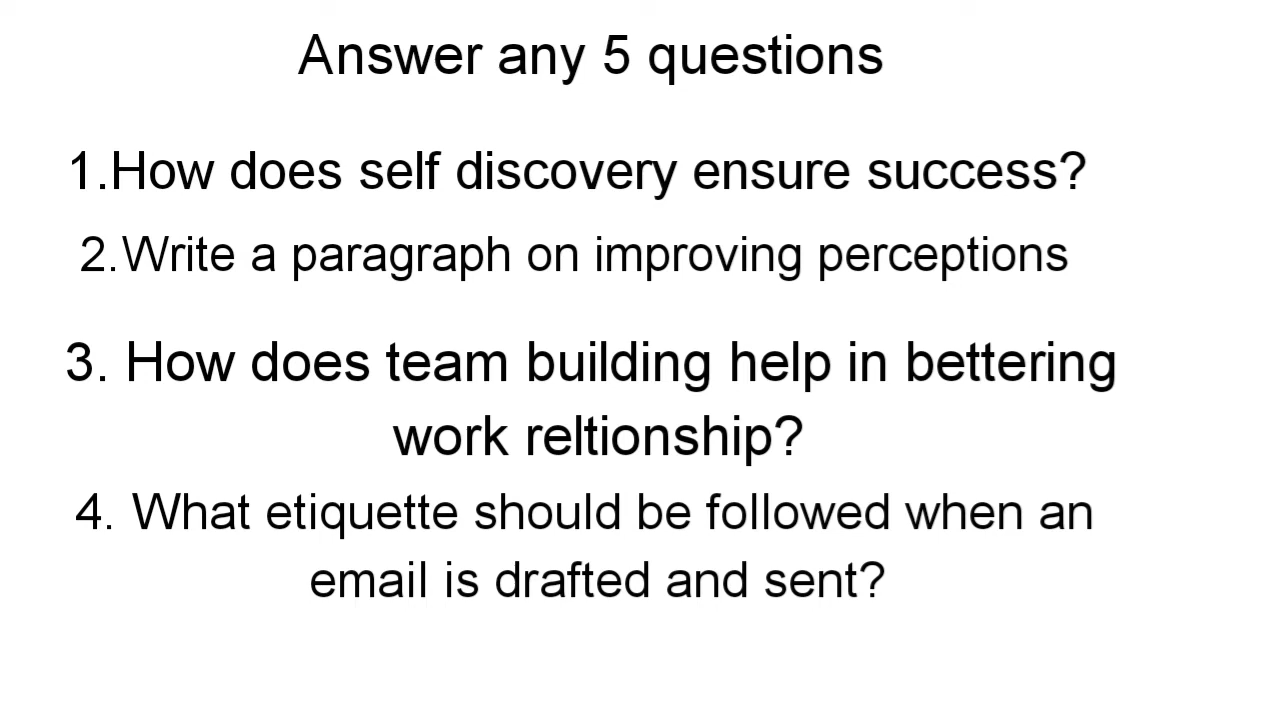 Answer any 5 questions
1.How does self discovery ensure success?
2.Write a paragraph on improving perceptions
3. How does team building help in bettering
work reltionship?
4. What etiquette should be followed when an
email is drafted and sent?